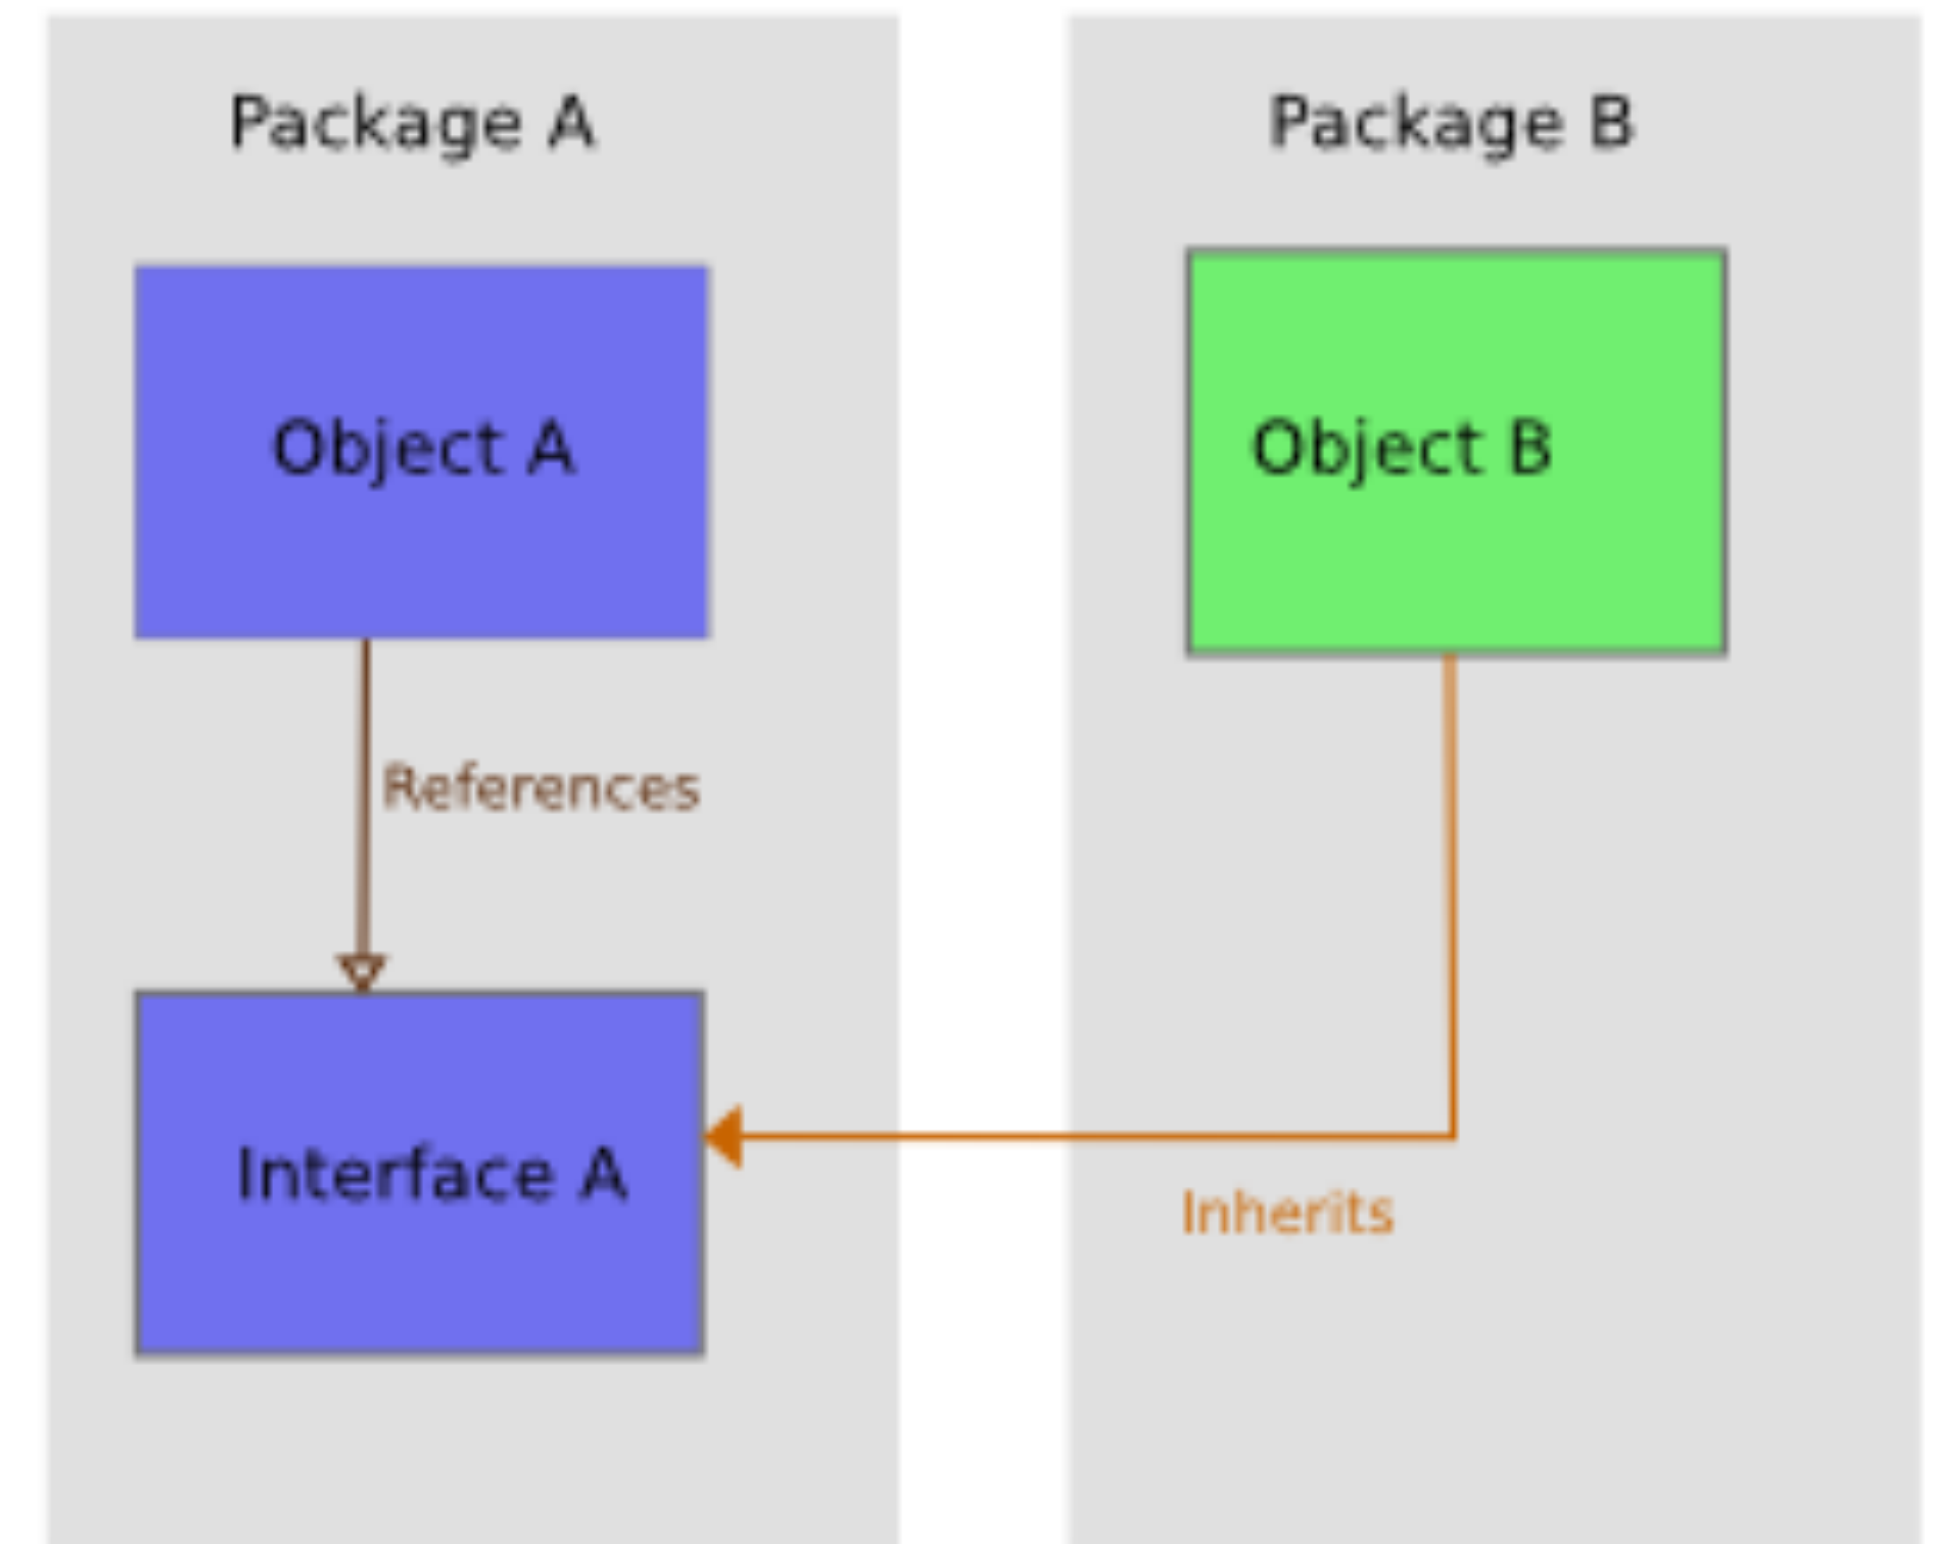 Package A
Object A
References
Interface A
Package B
Object B
Inherits